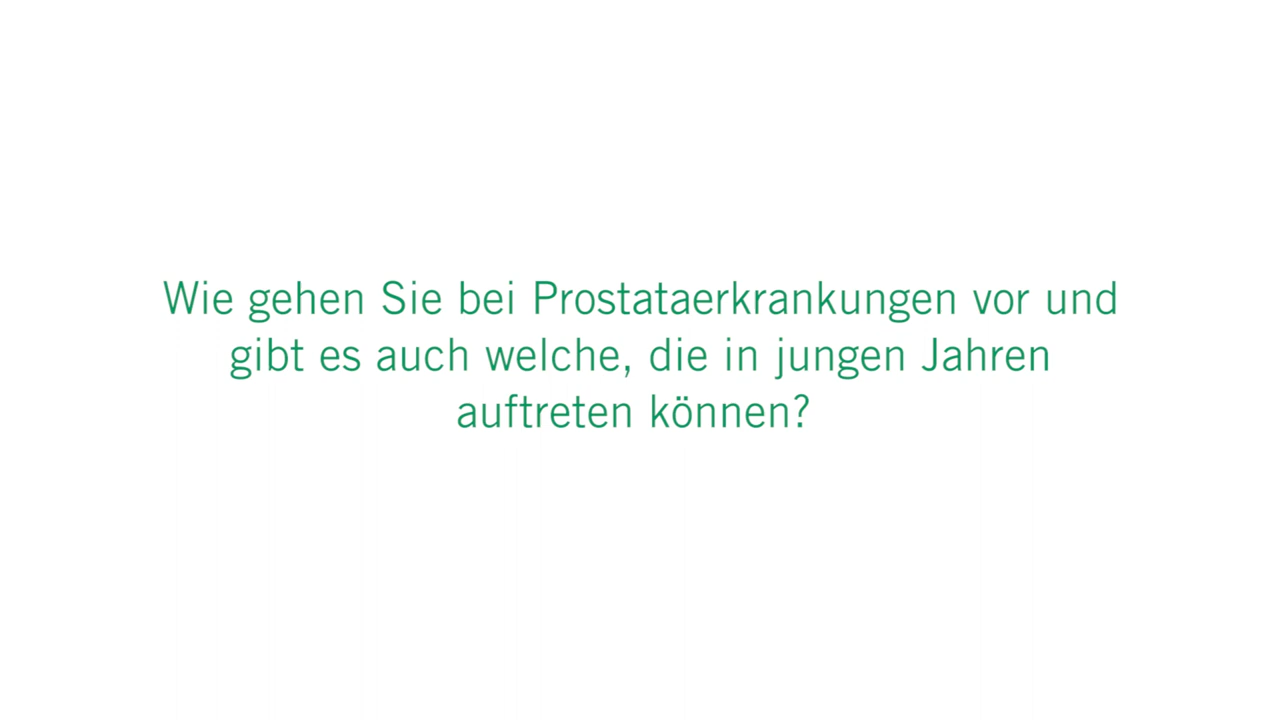 Wie gehen Sie bei Prostataerkrankungen vor und
gibt es auch welche, die in jungen Jahren
auftreten können?